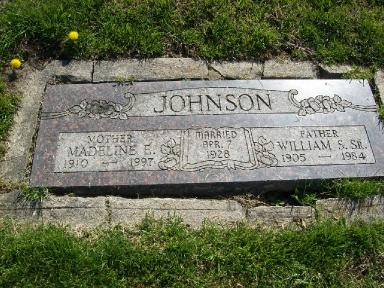 JOHNSON
MOTHER
MADELINE E.
1910 — 1997
MARRIED
APR. 7
1928
FATHER
WILLIAM S. SR.
1905 — 1984